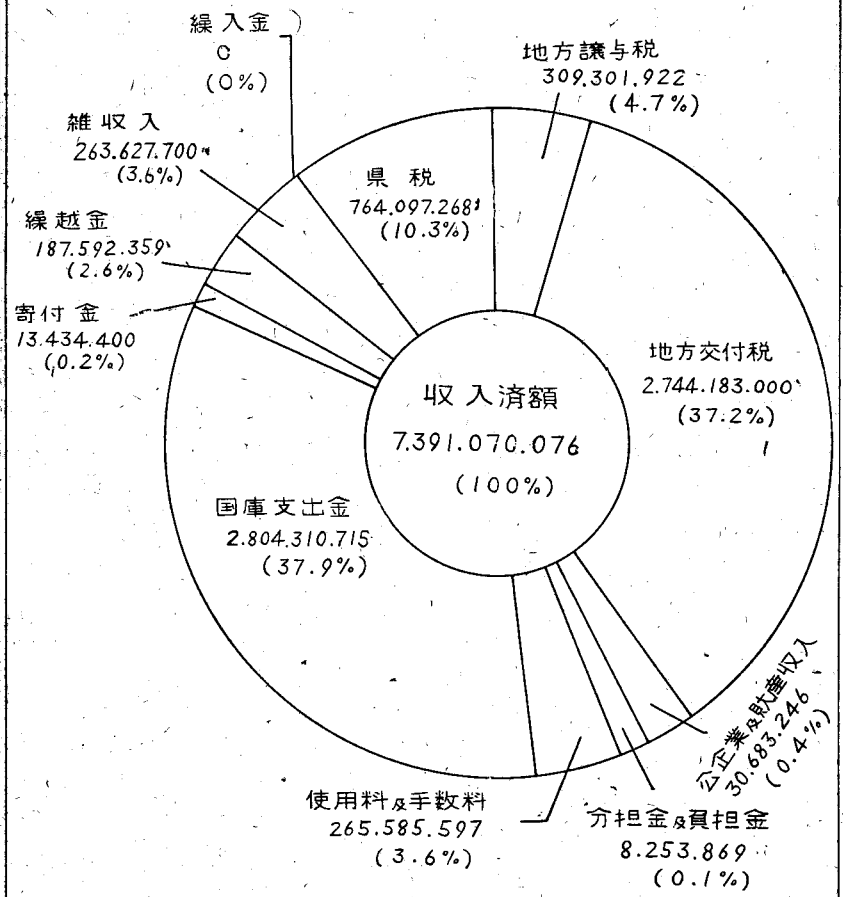 繰入金
0
(0%)
地方譲与税
309.301.922
(4.7%)
雑収入
263.627.700
(3.6%)
県税
764.097.268
(10.3%)
繰越金
187.592.359
(2.6%)
寄付金
13.434.400
(0.2%)
地方交付税
2.744.183.000
(37.2%)
収入済額
7.391.070.076
(100%)
国庫支出金
2.804.310.715
(37.9%)
公企業及財産収入
30.683.246
(0.4%)
使用料及手数料
265.585.597
(3.6%)
分担金及負担金
8.253.869
(0.1%)